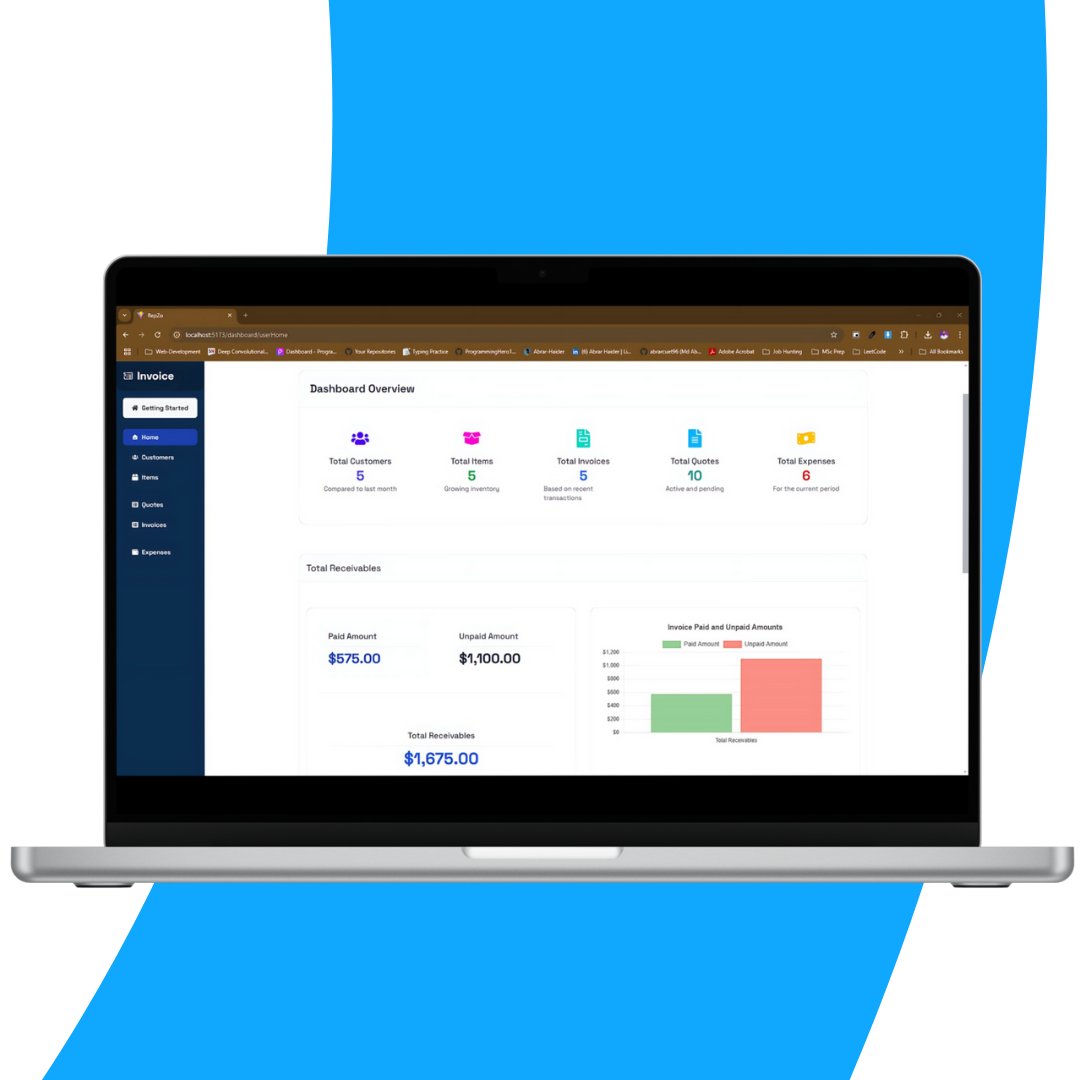 RepZo
localhost:5173/dashboard/userHome
Web-Development Deep Convolutional... Dashboard - Progra... Your Repositories Typing Practice ProgrammingHero1... Abrar Haider (6) Abrar Haider | Li... abrarcuet96 (Md Ab... Adobe Acrobat Job Hunting MSc Prep LeetCode All Bookmarks
Invoice
Getting Started
Home
Customers
Items
Quotes
Invoices
Expenses
Dashboard Overview
Total Customers
5
Compared to last month
Total Items
5
Growing inventory
Total Invoices
5
Based on recent
transactions
Total Quotes
10
Active and pending
Total Expenses
6
For the current period
Total Receivables
Paid Amount
$575.00
Unpaid Amount
$1,100.00
Total Receivables
$1,675.00
Invoice Paid and Unpaid Amounts
Paid Amount Unpaid Amount
$1,200
$1,000
$800
$600
$400
$200
$0
Total Receivables